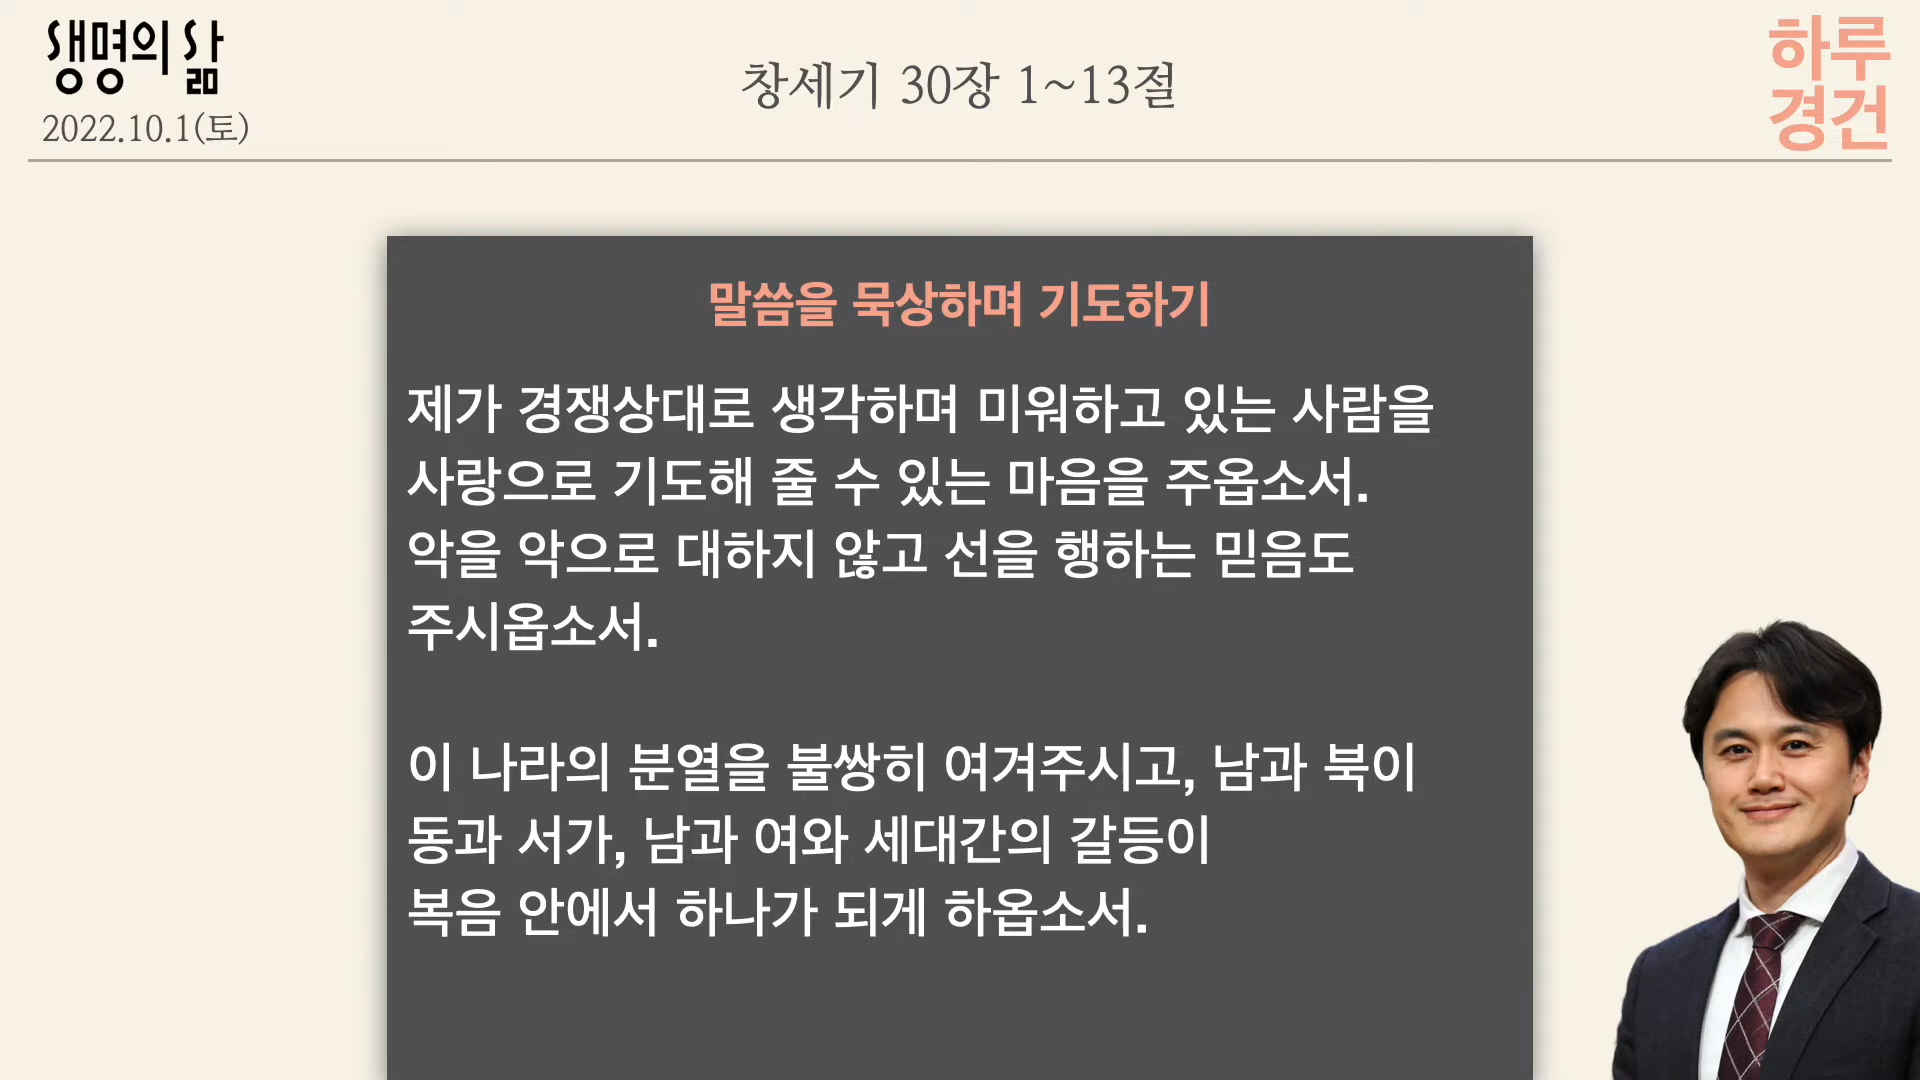 생명의 삶
2022.10.1(토)
창세기 30장 1~13절
하루
경건
말씀을 묵상하며 기도하기
제가 경쟁상대로 생각하며 미워하고 있는 사람을
사랑으로 기도해 줄 수 있는 마음을 주옵소서.
악을 악으로 대하지 않고 선을 행하는 믿음도
주시옵소서.
이 나라의 분열을 불쌍히 여겨주시고, 남과 북이
동과 서가, 남과 여와 세대간의 갈등이
복음 안에서 하나가 되게 하옵소서.